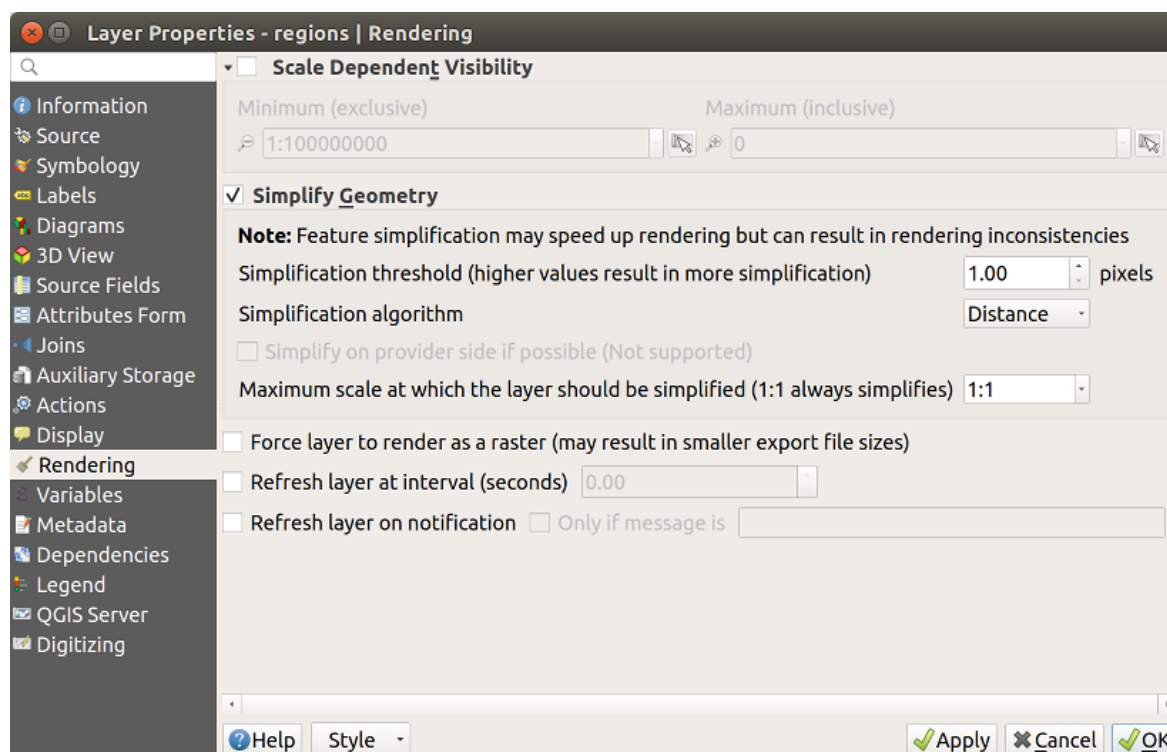 Layer Properties - regions | Rendering
Information
Source
Symbology
Labels
Diagrams
3D View
Source Fields
Attributes Form
Joins
Auxiliary Storage
Actions
Display
Rendering
Variables
Metadata
Dependencies
Legend
QGIS Server
Digitizing
Scale Dependent Visibility
Minimum (exclusive) Maximum (inclusive)
1:100000000 0
Simplify Geometry
Note: Feature simplification may speed up rendering but can result in rendering inconsistencies
Simplification threshold (higher values result in more simplification) 1.00 pixels
Simplification algorithm Distance
Simplify on provider side if possible (Not supported)
Maximum scale at which the layer should be simplified (1:1 always simplifies) 1:1
Force layer to render as a raster (may result in smaller export file sizes)
Refresh layer at interval (seconds) 0.00
Refresh layer on notification Only if message is
Help Style Apply Cancel OK